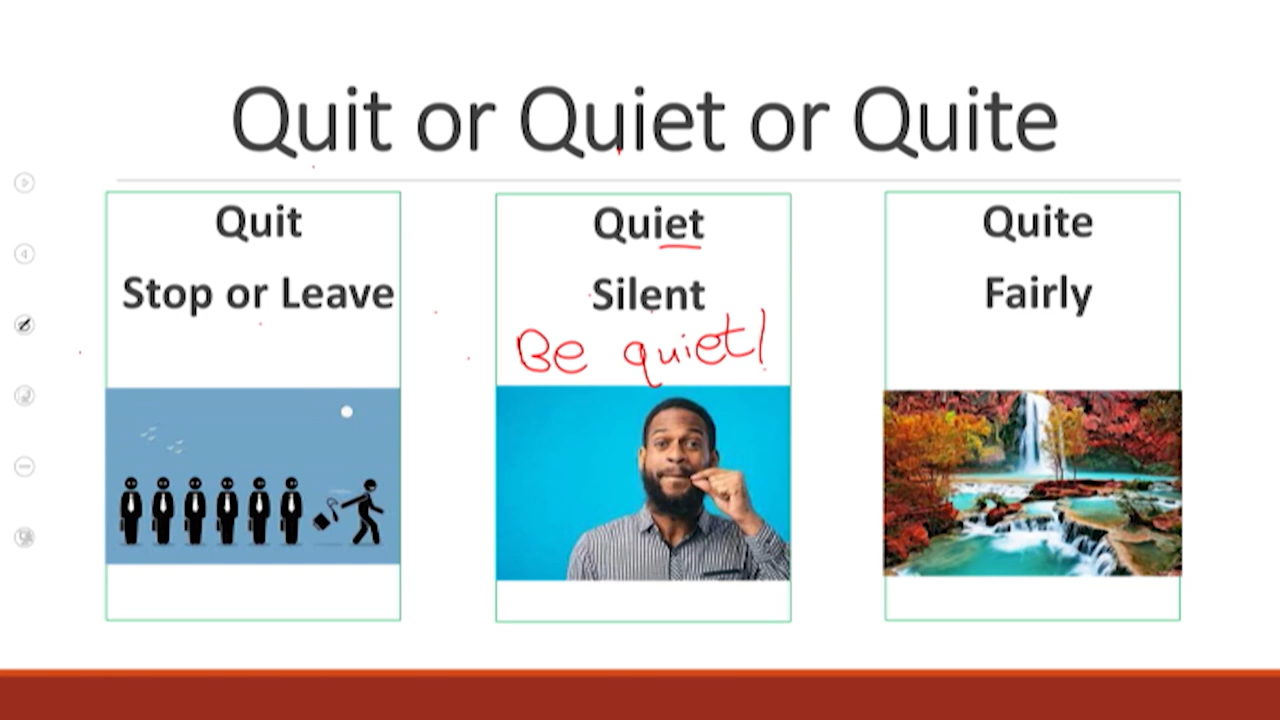 Quit or Quiet or Quite
Quit
Stop or Leave
Quiet
Silent
Be quiet!
Quite
Fairly